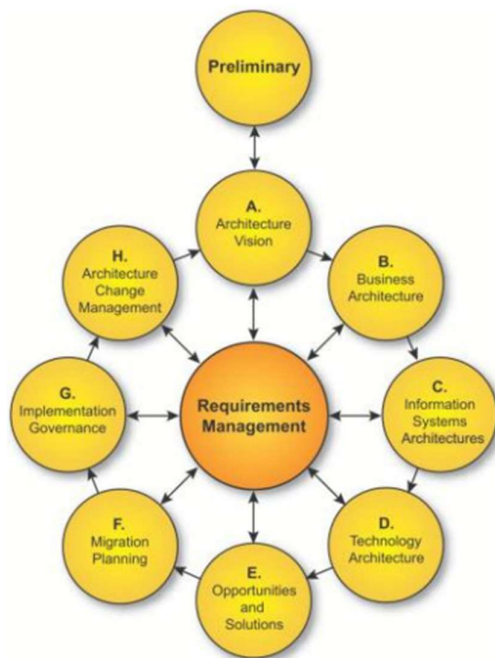 Preliminary
A.
Architecture
Vision
H.
Architecture
Change
Management
B.
Business
Architecture
G.
Implementation
Governance
Requirements
Management
C.
Information
Systems
Architectures
F.
Migration
Planning
D.
Technology
Architecture
E.
Opportunities
and
Solutions